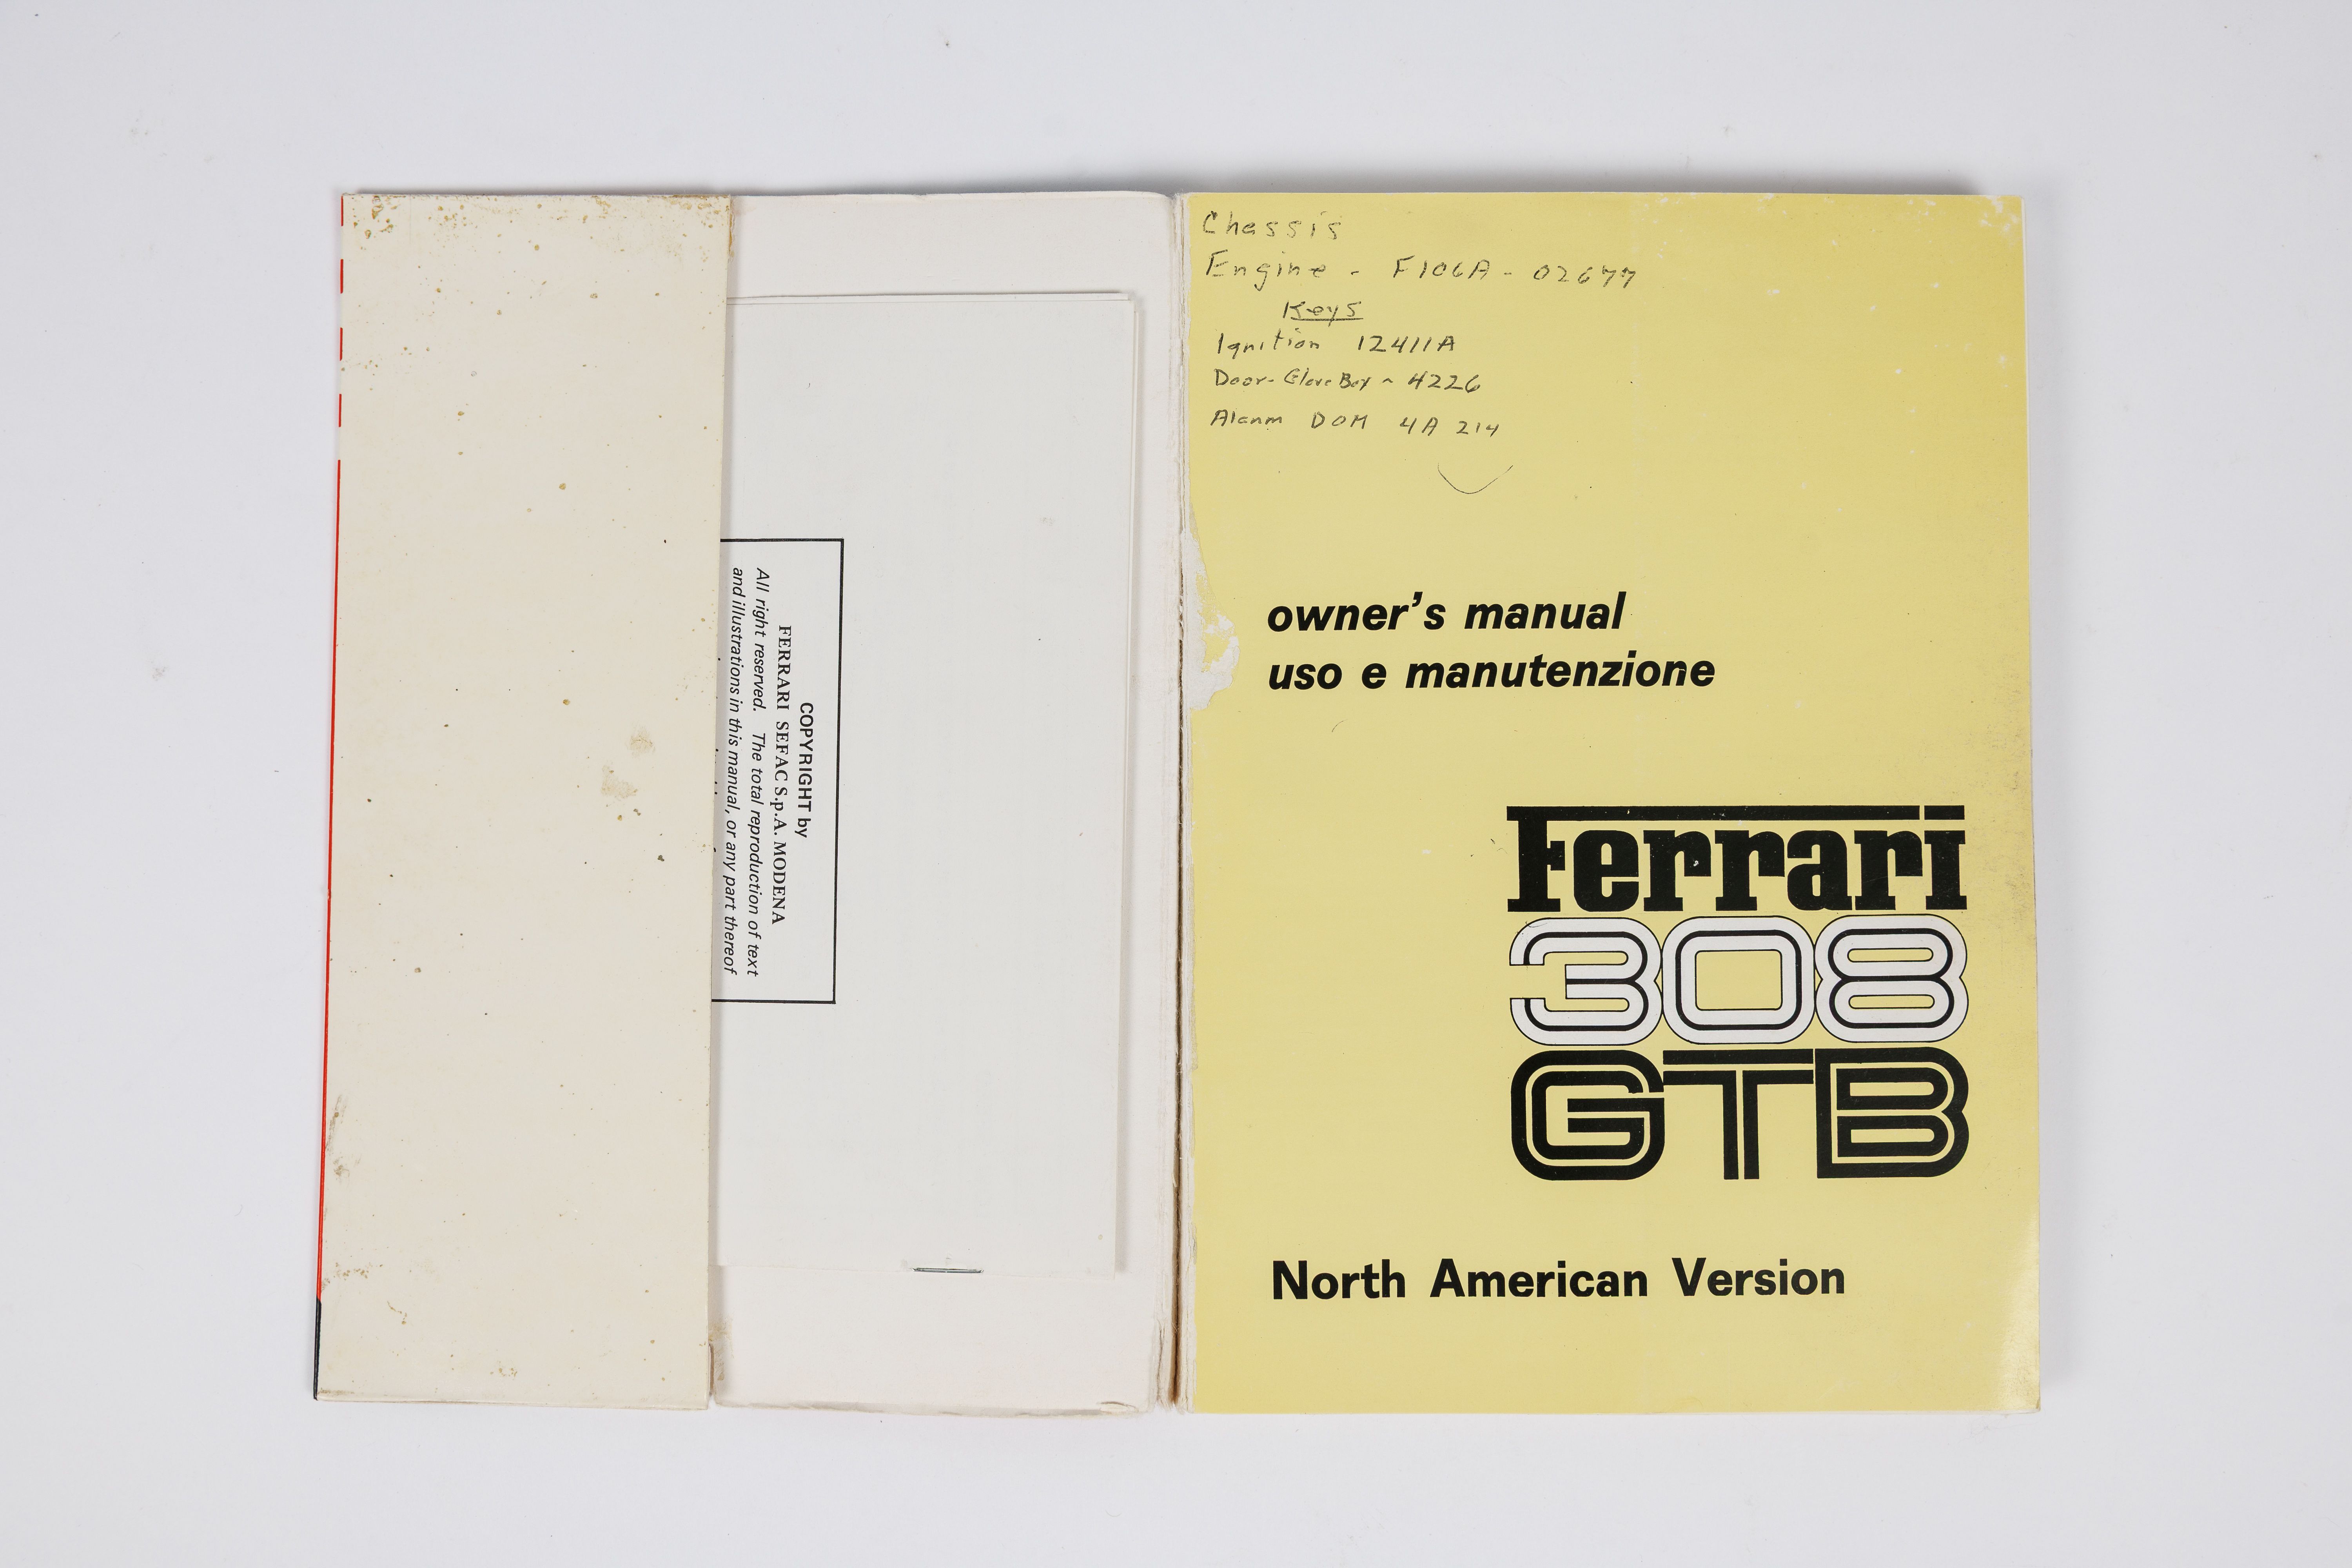 COPYRIGHT by
FERRARI SEFAC S.p.A. MODENA
All right reserved. The total reproduction of text
and illustrations in this manual, or any part thereof
Chassis
Engine - F106A - 02677
Keys
Ignition 12411A
Door-Glove Box ~ 4226
Alanm DOM 4A 214
owner's manual
uso e manutenzione
Ferrari
308
GTB
North American Version